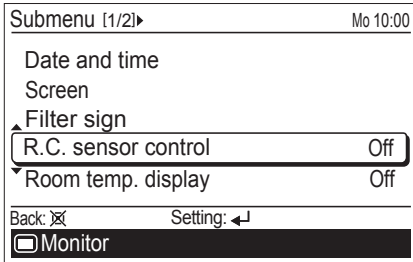 Submenu [1/2]▸ Mo 10:00
Date and time
Screen
Filter sign
R.C. sensor control Off
Room temp. display Off
Back: Setting:
Monitor